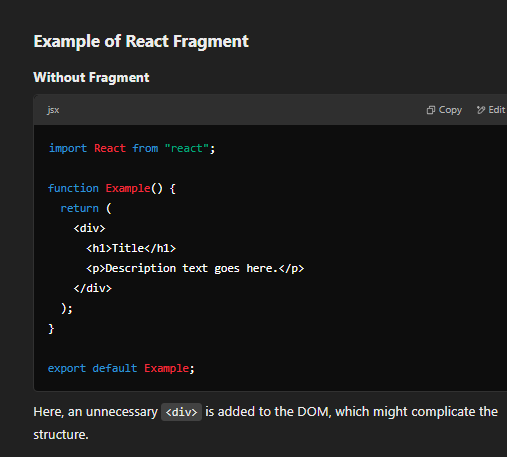 Example of React Fragment
Without Fragment
jsx
Copy
Edit
import React from "react";
function Example() {
  return (
    <div>
      <h1>Title</h1>
      <p>Description text goes here.</p>
    </div>
  );
}
export default Example;
Here, an unnecessary <div> is added to the DOM, which might complicate the
structure.